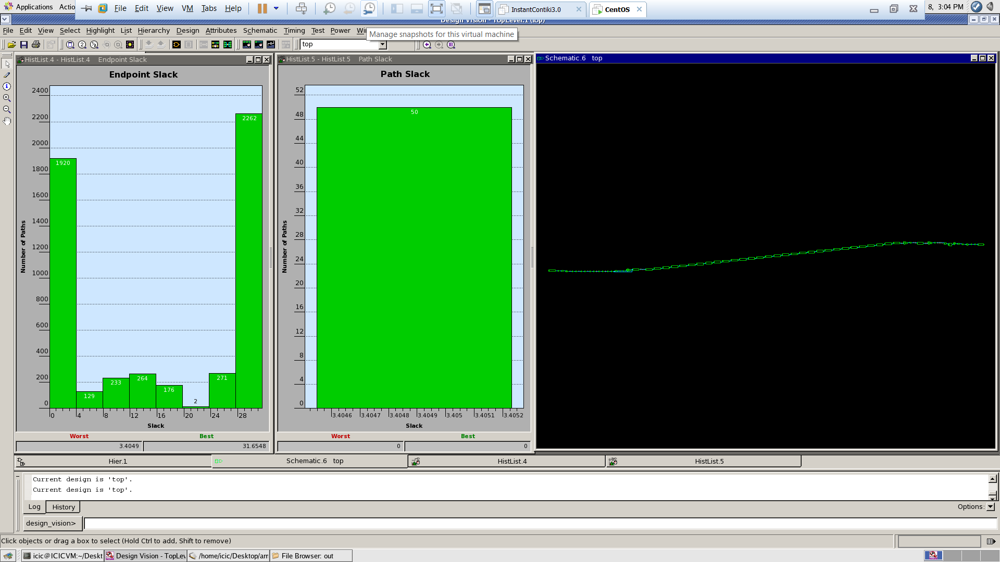 Applications Actio File Edit View VM Tabs Help InstantContiki3.0 CentOS 8, 3:04 PM
Design Vision - TopLevel.1 (top)
File Edit View Select Highlight List Hierarchy Design Attributes Schematic Timing Test Power Wi
Manage snapshots for this virtual machine
top
HistList.4 - HistList.4 Endpoint Slack
Endpoint Slack
2400
2200
2262
2000
1920
1800
1600
1400
1200
1000
800
600
400
200
271
264
233
176
129
2
0
Number of Paths
0 4 8 12 16 20 24 28
Slack
Worst Best
3.4049 31.6548
HistList.5 - HistList.5 Path Slack
Path Slack
52
50
48
44
40
36
32
28
24
20
16
12
8
4
0
Number of Paths
3.4046 3.4047 3.4048 3.4049 3.405 3.4051 3.4052
Slack
Worst Best
0 0
Schematic.6 top
Hier.1 Schematic.6 top HistList.4 HistList.5
Current design is 'top'.
Current design is 'top'.
Log History Options:
design_vision>
Click objects or drag a box to select (Hold Ctrl to add, Shift to remove)
icic@ICICVM:~/Deskt Design Vision - TopLev /home/icic/Desktop/arr File Browser: out